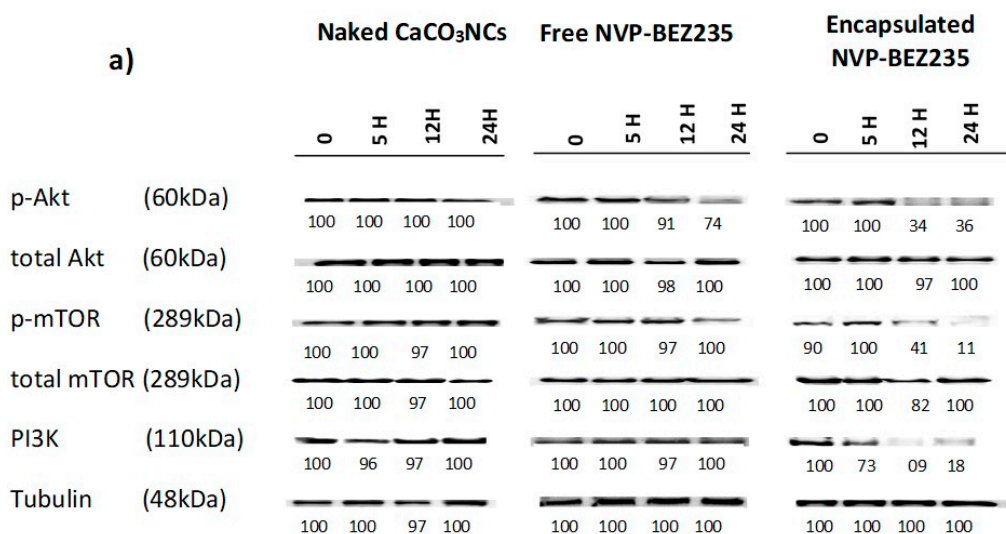 a)
Naked CaCO₃NCs Free NVP-BEZ235 Encapsulated
NVP-BEZ235
0 5 H 12H 24H 0 5 H 12 H 24 H 0 5 H 12 H 24 H
p-Akt (60kDa)
100 100 100 100 100 100 91 74 100 100 34 36
total Akt (60kDa)
100 100 100 100 100 100 98 100 100 100 97 100
p-mTOR (289kDa)
100 100 97 100 100 100 97 100 90 100 41 11
total mTOR (289kDa)
100 100 97 100 100 100 100 100 100 100 82 100
PI3K (110kDa)
100 96 97 100 100 100 97 100 100 73 09 18
Tubulin (48kDa)
100 100 97 100 100 100 100 100 100 100 100 100